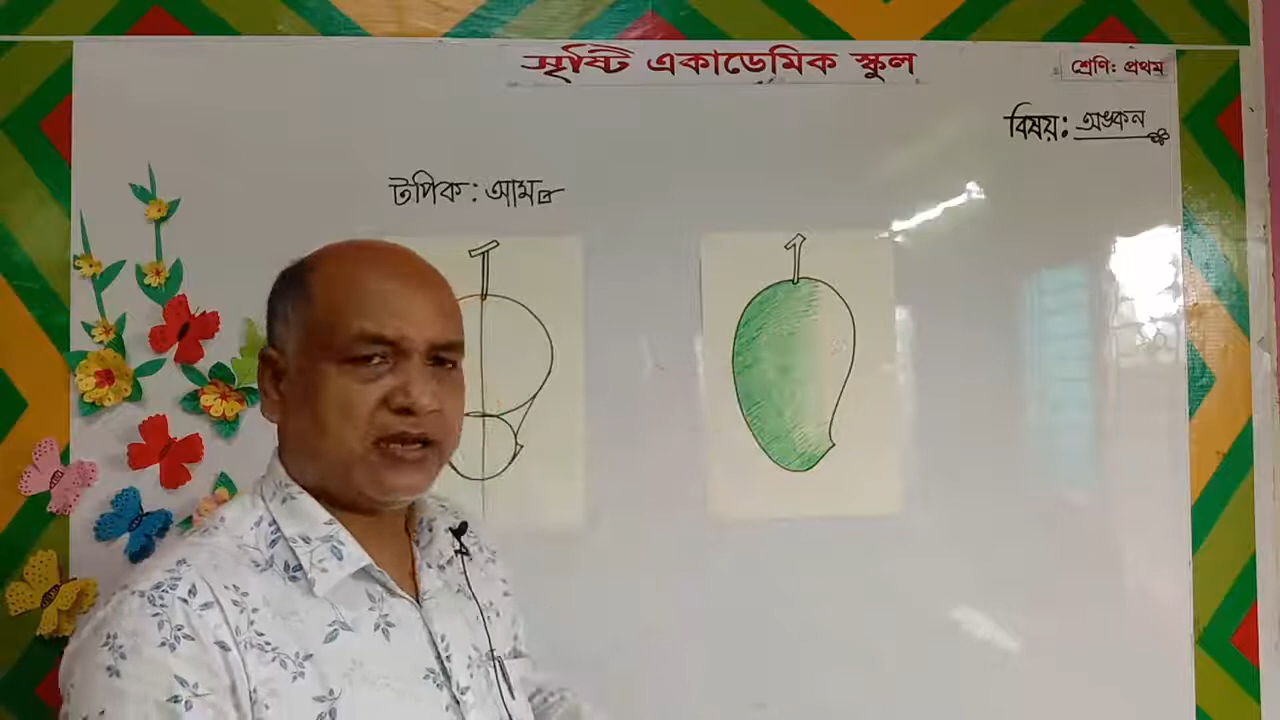 সৃষ্টি একাডেমিক স্কুল
শ্রেণি: প্রথম
বিষয়: অঙ্কন
টপিক: আম